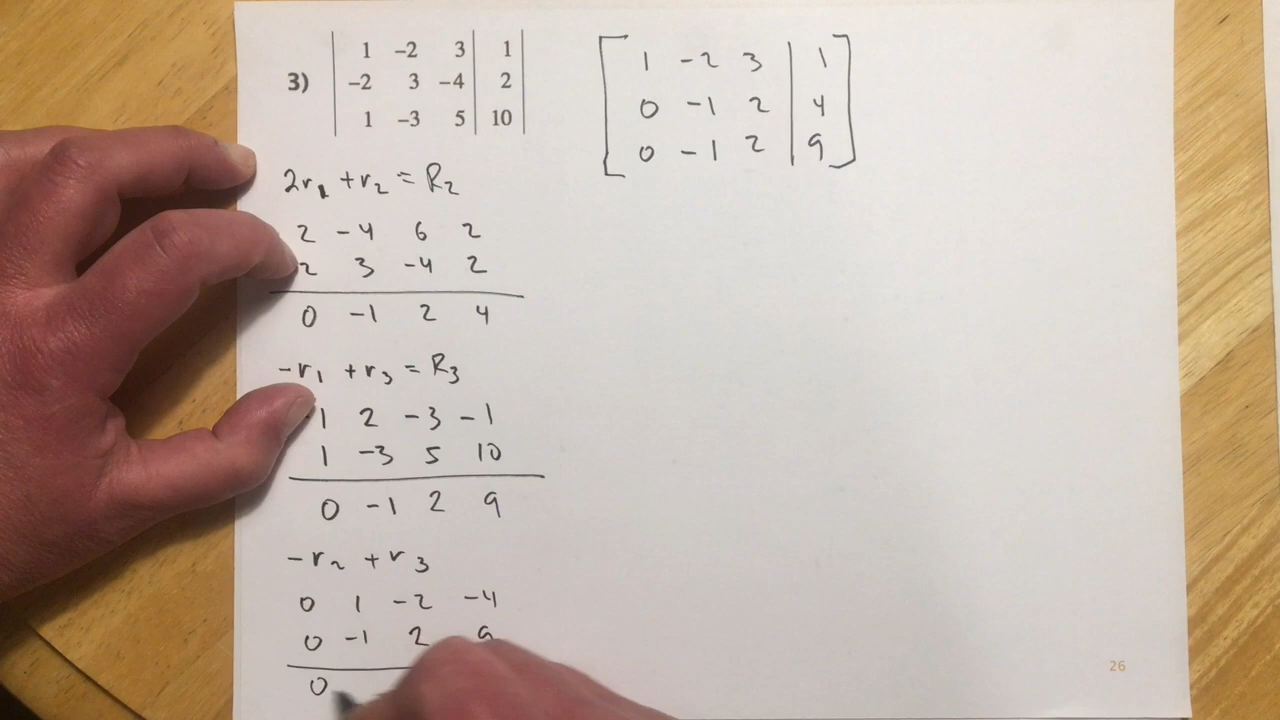 3)
1 -2 3 1
-2 3 -4 2
1 -3 5 10
1 -2 3 1
0 -1 2 4
0 -1 2 9
2r1 + r2 = R2
2 -4 6 2
2 3 -4 2
0 -1 2 4
-r1 + r3 = R3
1 2 -3 -1
1 -3 5 10
0 -1 2 9
-r2 + r3
0 1 -2 -4
0 -1 2 9
0
26